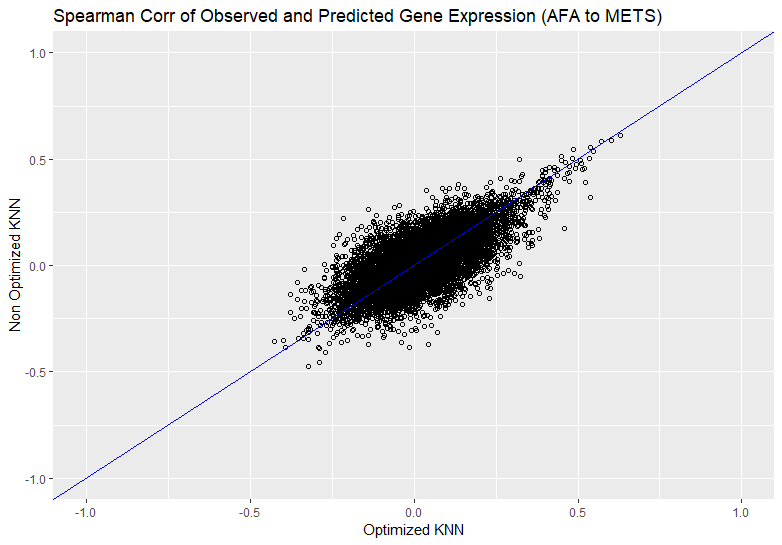 Spearman Corr of Observed and Predicted Gene Expression (AFA to METS)
1.0
0.5
0.0
-0.5
-1.0
Non Optimized KNN
-1.0 -0.5 0.0 0.5 1.0
Optimized KNN